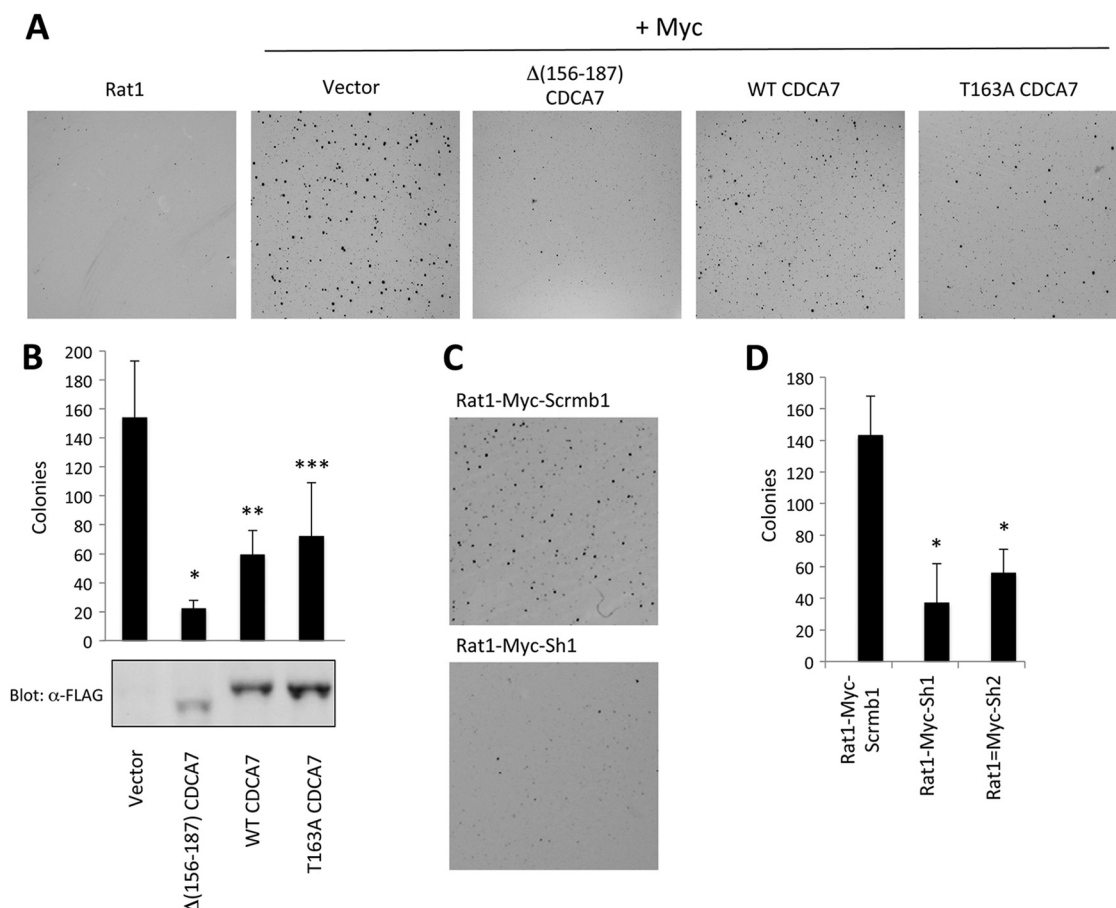 A
+ Myc
Rat1
Vector
Δ(156-187)
CDCA7
WT CDCA7
T163A CDCA7
B
200
180
160
140
120
100
80
60
40
20
0
Colonies
*
**
***
Blot: α-FLAG
Vector
Δ(156-187) CDCA7
WT CDCA7
T163A CDCA7
C
Rat1-Myc-Scrmb1
Rat1-Myc-Sh1
D
180
160
140
120
100
80
60
40
20
0
Colonies
*
*
Rat1-Myc-
Scrmb1
Rat1-Myc-Sh1
Rat1=Myc-Sh2